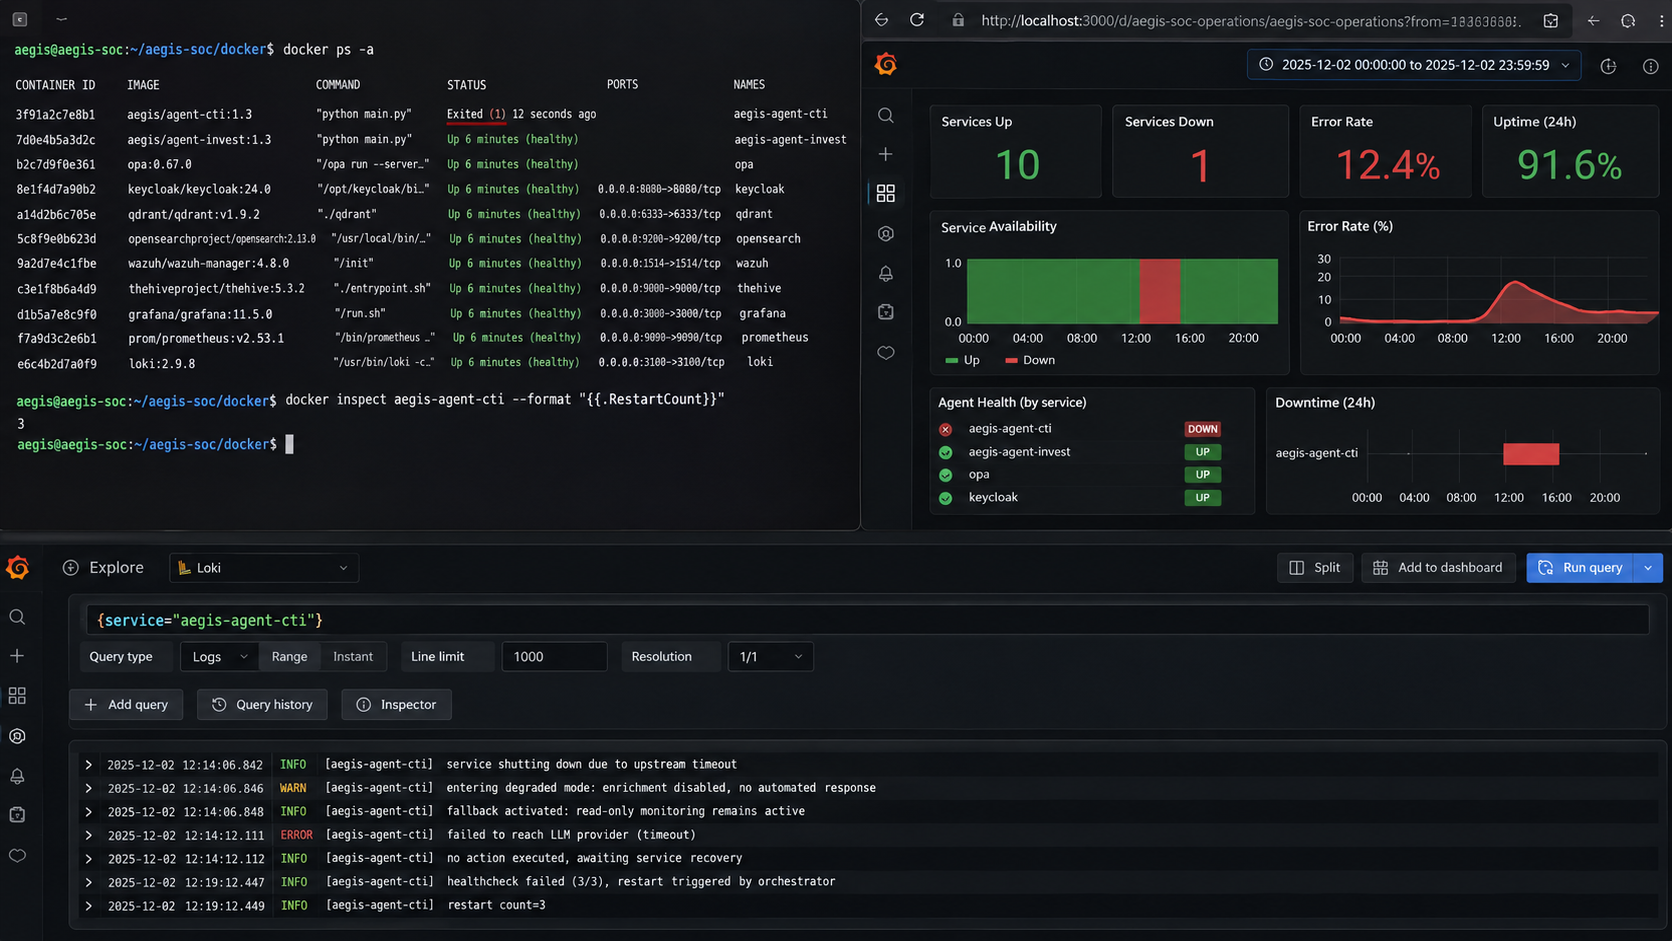 aegis@aegis-soc:~/aegis-soc/docker$ docker ps -a
CONTAINER ID IMAGE COMMAND STATUS PORTS NAMES
3f91a2c7e8b1 aegis/agent-cti:1.3 "python main.py" Exited (1) 12 seconds ago aegis-agent-cti
7d0e4b5a3d2c aegis/agent-invest:1.3 "python main.py" Up 6 minutes (healthy) aegis-agent-invest
b2c7d9f0e361 opa:0.67.0 "/opa run --server…" Up 6 minutes (healthy) opa
8e1f4d7a90b2 keycloak/keycloak:24.0 "/opt/keycloak/bi…" Up 6 minutes (healthy) 0.0.0.0:8080->8080/tcp keycloak
a14d2b6c705e qdrant/qdrant:v1.9.2 "./qdrant" Up 6 minutes (healthy) 0.0.0.0:6333->6333/tcp qdrant
5c8f9e0b623d opensearchproject/opensearch:2.13.0 "/usr/local/bin/…" Up 6 minutes (healthy) 0.0.0.0:9200->9200/tcp opensearch
9a2d7e4c1fbe wazuh/wazuh-manager:4.8.0 "/init" Up 6 minutes (healthy) 0.0.0.0:1514->1514/tcp wazuh
c3e1f8b6a4d9 thehiveproject/thehive:5.3.2 "./entrypoint.sh" Up 6 minutes (healthy) 0.0.0.0:9000->9000/tcp thehive
d1b5a7e8c9f0 grafana/grafana:11.5.0 "/run.sh" Up 6 minutes (healthy) 0.0.0.0:3000->3000/tcp grafana
f7a9d3c2e6b1 prom/prometheus:v2.53.1 "/bin/prometheus …" Up 6 minutes (healthy) 0.0.0.0:9090->9090/tcp prometheus
e6c4b2d7a0f9 loki:2.9.8 "/usr/bin/loki -c…" Up 6 minutes (healthy) 0.0.0.0:3100->3100/tcp loki
aegis@aegis-soc:~/aegis-soc/docker$ docker inspect aegis-agent-cti --format "{{.RestartCount}}"
3
aegis@aegis-soc:~/aegis-soc/docker$
http://localhost:3000/d/aegis-soc-operations/aegis-soc-operations?from=
2025-12-02 00:00:00 to 2025-12-02 23:59:59
Services Up Services Down Error Rate Uptime (24h)
10 1 12.4% 91.6%
Service Availability
1.0
0.0
00:00 04:00 08:00 12:00 16:00 20:00
Up Down
Error Rate (%)
30
20
10
0
00:00 04:00 08:00 12:00 16:00 20:00
Agent Health (by service)
aegis-agent-cti DOWN
aegis-agent-invest UP
opa UP
keycloak UP
Downtime (24h)
aegis-agent-cti
00:00 04:00 08:00 12:00 16:00 20:00
Explore Loki Split Add to dashboard Run query
{service="aegis-agent-cti"}
Query type Logs Range Instant Line limit 1000 Resolution 1/1
Add query Query history Inspector
2025-12-02 12:14:06.842 INFO [aegis-agent-cti] service shutting down due to upstream timeout
2025-12-02 12:14:06.846 WARN [aegis-agent-cti] entering degraded mode: enrichment disabled, no automated response
2025-12-02 12:14:06.848 INFO [aegis-agent-cti] fallback activated: read-only monitoring remains active
2025-12-02 12:14:12.111 ERROR [aegis-agent-cti] failed to reach LLM provider (timeout)
2025-12-02 12:14:12.112 INFO [aegis-agent-cti] no action executed, awaiting service recovery
2025-12-02 12:19:12.447 INFO [aegis-agent-cti] healthcheck failed (3/3), restart triggered by orchestrator
2025-12-02 12:19:12.449 INFO [aegis-agent-cti] restart count=3